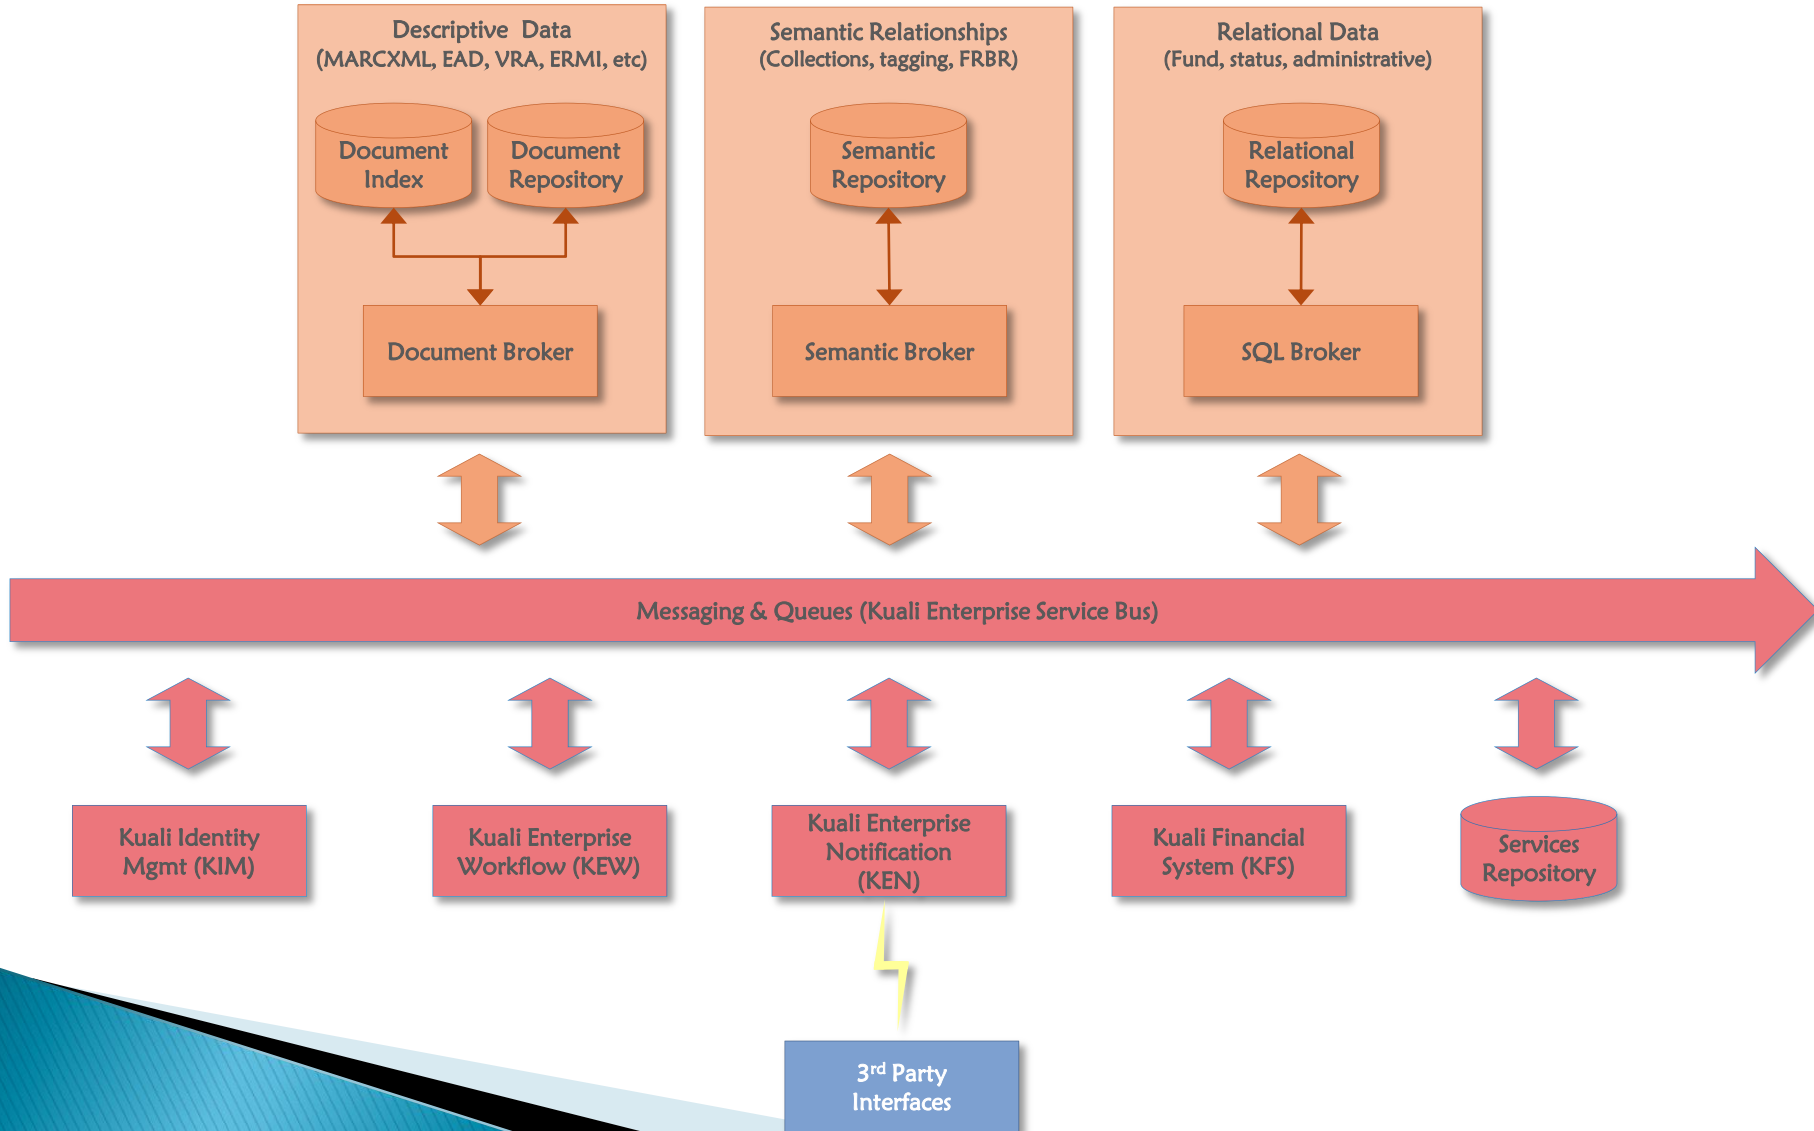 Descriptive Data
(MARCXML, EAD, VRA, ERMI, etc)
Document
Index
Document
Repository
Document Broker
Semantic Relationships
(Collections, tagging, FRBR)
Semantic
Repository
Semantic Broker
Relational Data
(Fund, status, administrative)
Relational
Repository
SQL Broker
Messaging & Queues (Kuali Enterprise Service Bus)
Kuali Identity
Mgmt (KIM)
Kuali Enterprise
Workflow (KEW)
Kuali Enterprise
Notification
(KEN)
Kuali Financial
System (KFS)
Services
Repository
3rd Party
Interfaces